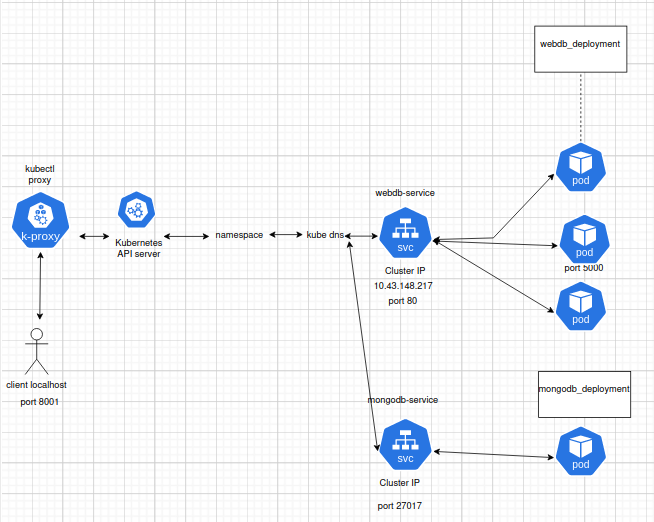 webdb_deployment
kubectl
proxy
k-proxy
Kubernetes
API server
namespace
kube dns
webdb-service
svc
Cluster IP
10.43.148.217
port 80
pod
pod
port 5000
pod
client localhost
port 8001
mongodb-service
svc
Cluster IP
port 27017
mongodb_deployment
pod